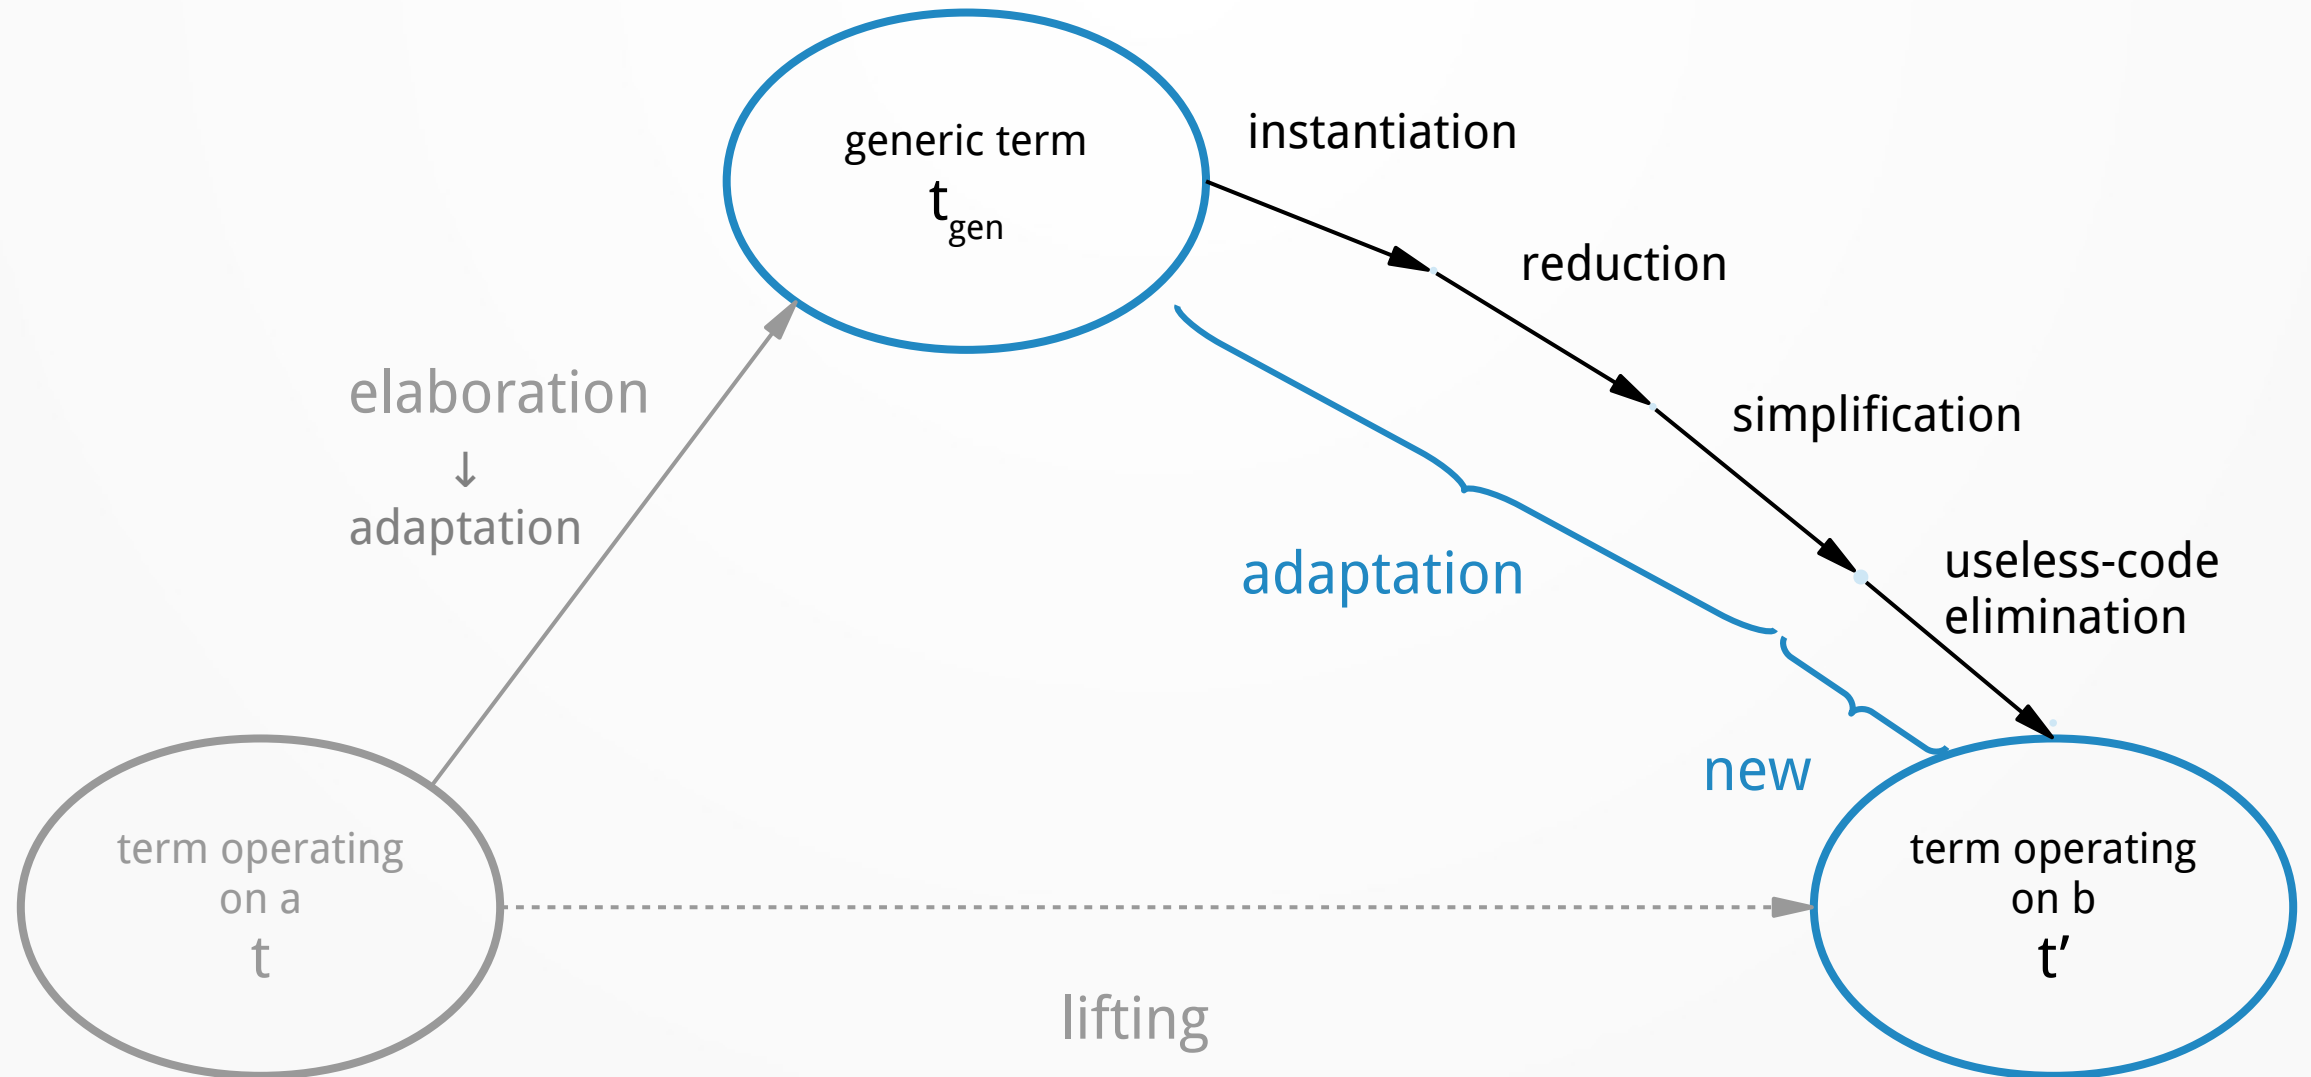 generic term
t_gen
instantiation
reduction
simplification
useless-code
elimination
elaboration
↓
adaptation
adaptation
new
term operating
on a
t
lifting
term operating
on b
t’